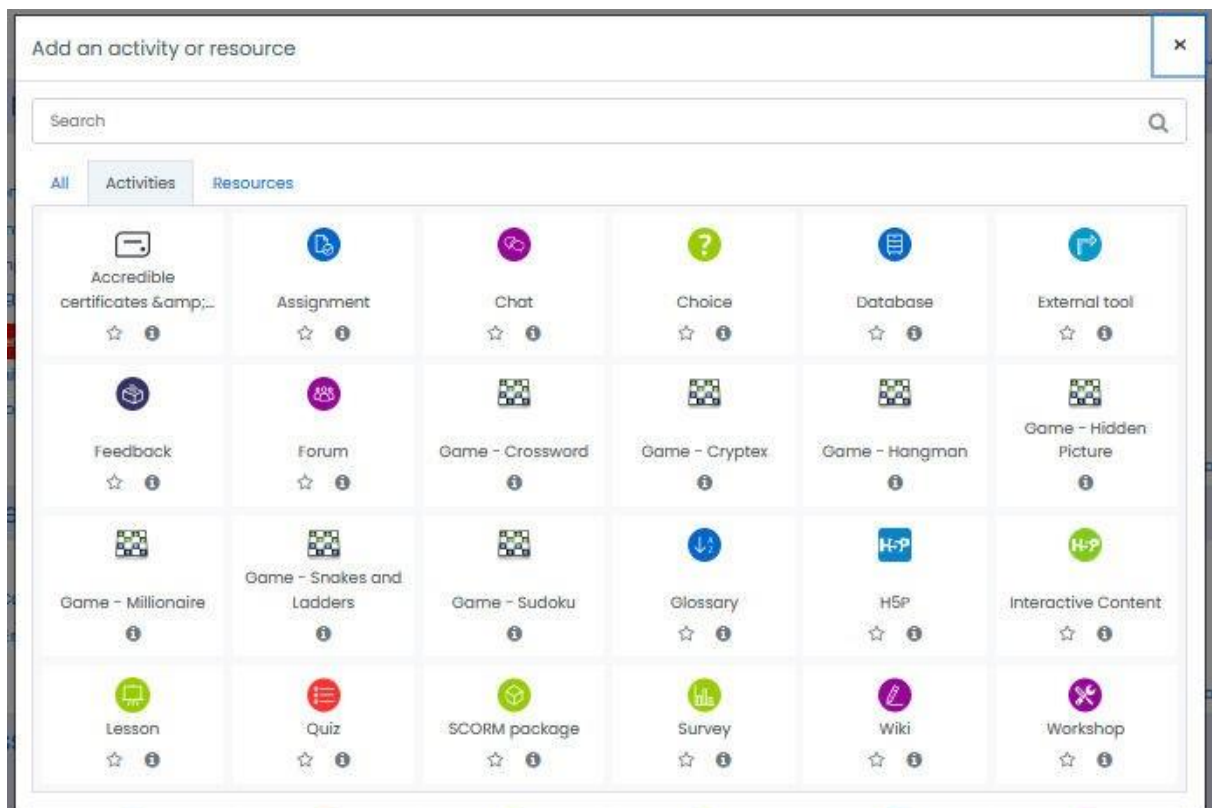 Add an activity or resource
×
Search
All Activities Resources
Accredible
certificates &amp;...
Assignment
Chat
Choice
Database
External tool
Feedback
Forum
Game - Crossword
Game - Cryptex
Game - Hangman
Game - Hidden
Picture
Game - Millionaire
Game - Snakes and
Ladders
Game - Sudoku
Glossary
H5P
H5P
H5P
Interactive Content
Lesson
Quiz
SCORM package
Survey
Wiki
Workshop